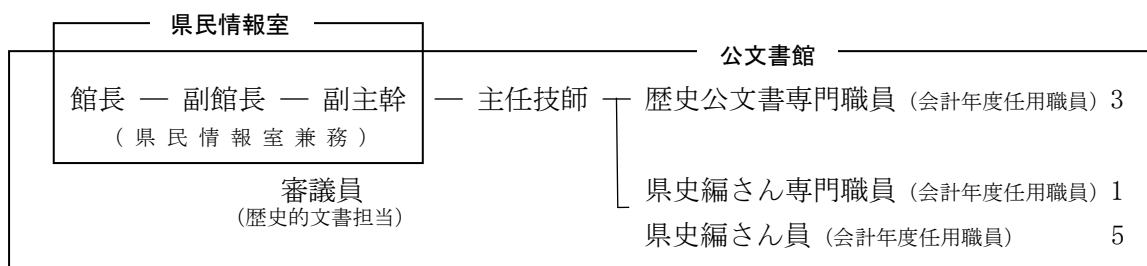 県民情報室
公文書館
館長 ― 副館長 ― 副主幹 ― 主任技師 歴史公文書専門職員 (会計年度任用職員) 3
(県民情報室兼務)
審議員 県史編さん専門職員 (会計年度任用職員) 1
(歴史的文書担当)
県史編さん員 (会計年度任用職員) 5